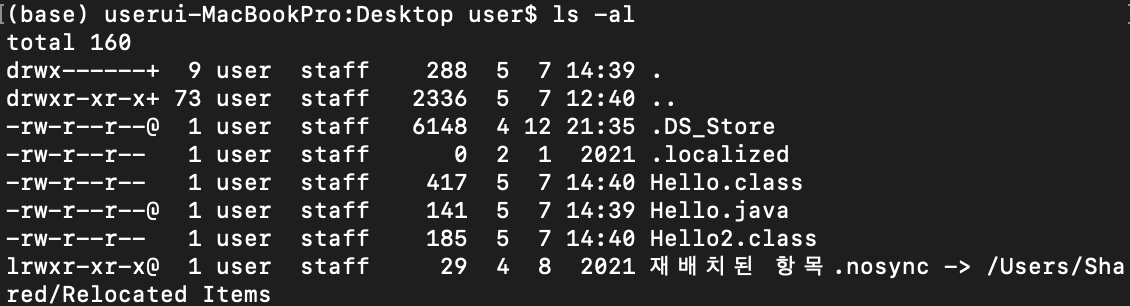 (base) userui-MacBookPro:Desktop user$ ls -al
total 160
drwx------+  9 user  staff   288  5  7 14:39 .
drwxr-xr-x+ 73 user  staff  2336  5  7 12:40 ..
-rw-r--r--@  1 user  staff  6148  4 12 21:35 .DS_Store
-rw-r--r--   1 user  staff     0  2  1  2021 .localized
-rw-r--r--   1 user  staff   417  5  7 14:40 Hello.class
-rw-r--r--@  1 user  staff   141  5  7 14:39 Hello.java
-rw-r--r--   1 user  staff   185  5  7 14:40 Hello2.class
lrwxr-xr-x@  1 user  staff    29  4  8  2021 재배치된 항목.nosync -> /Users/Sha
red/Relocated Items